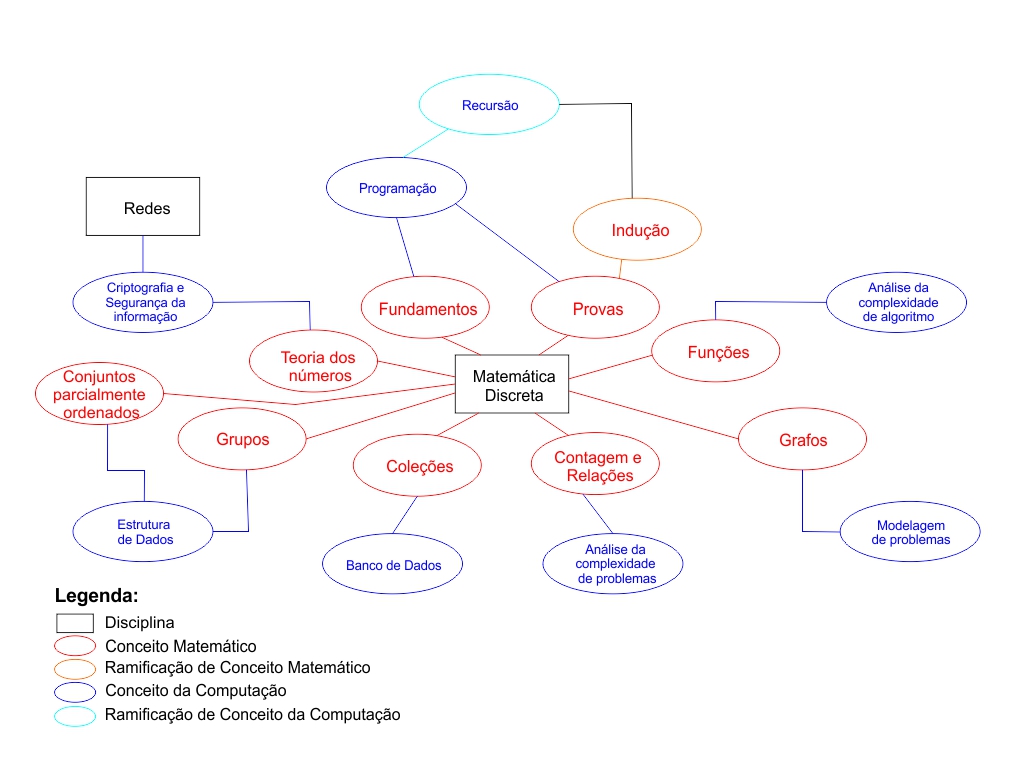 Recursão
Programação
Redes
Indução
Criptografia e
Segurança da
informação
Fundamentos
Provas
Análise da
complexidade
de algoritmo
Teoria dos
números
Funções
Matemática
Discreta
Conjuntos
parcialmente
ordenados
Grupos
Coleções
Contagem e
Relações
Grafos
Estrutura
de Dados
Banco de Dados
Análise da
complexidade
de problemas
Modelagem
de problemas
Legenda:
Disciplina
Conceito Matemático
Ramificação de Conceito Matemático
Conceito da Computação
Ramificação de Conceito da Computação